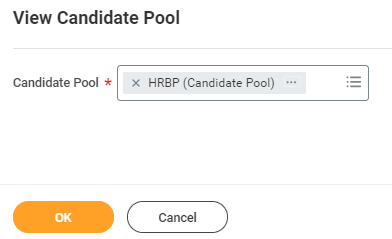 View Candidate Pool
Candidate Pool * × HRBP (Candidate Pool) ···
OK Cancel